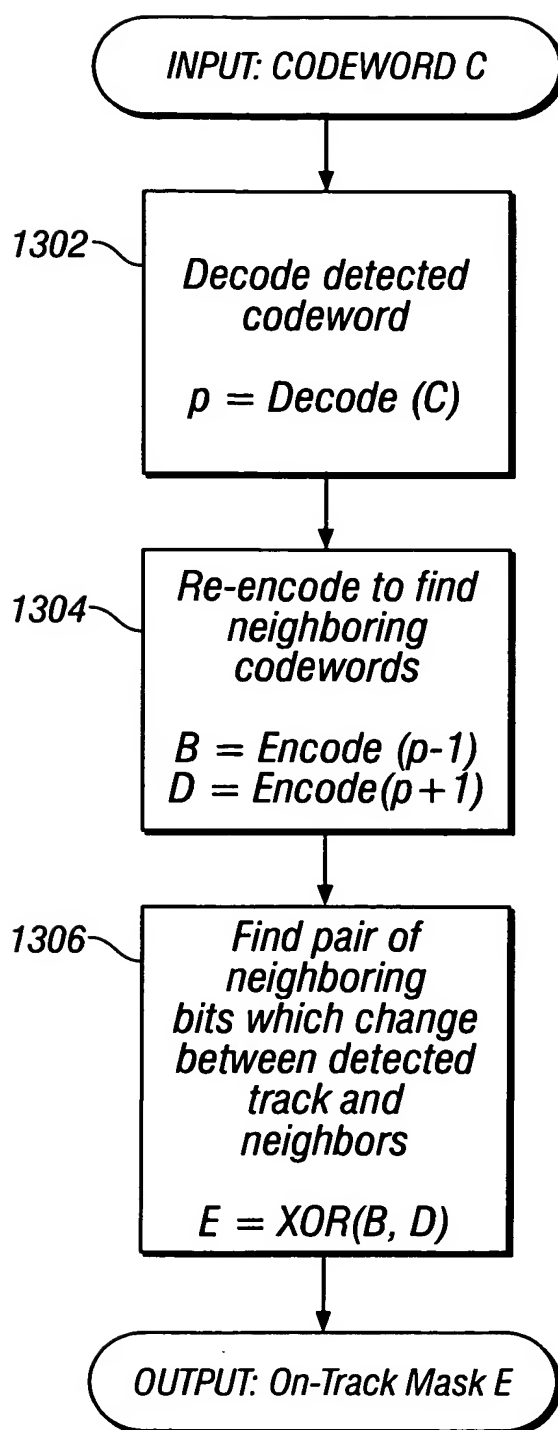 INPUT: CODEWORD C
1302
Decode detected
codeword
p = Decode (C)
1304
Re-encode to find
neighboring
codewords
B = Encode (p-1)
D = Encode(p+1)
1306
Find pair of
neighboring
bits which change
between detected
track and
neighbors
E = XOR(B, D)
OUTPUT: On-Track Mask E